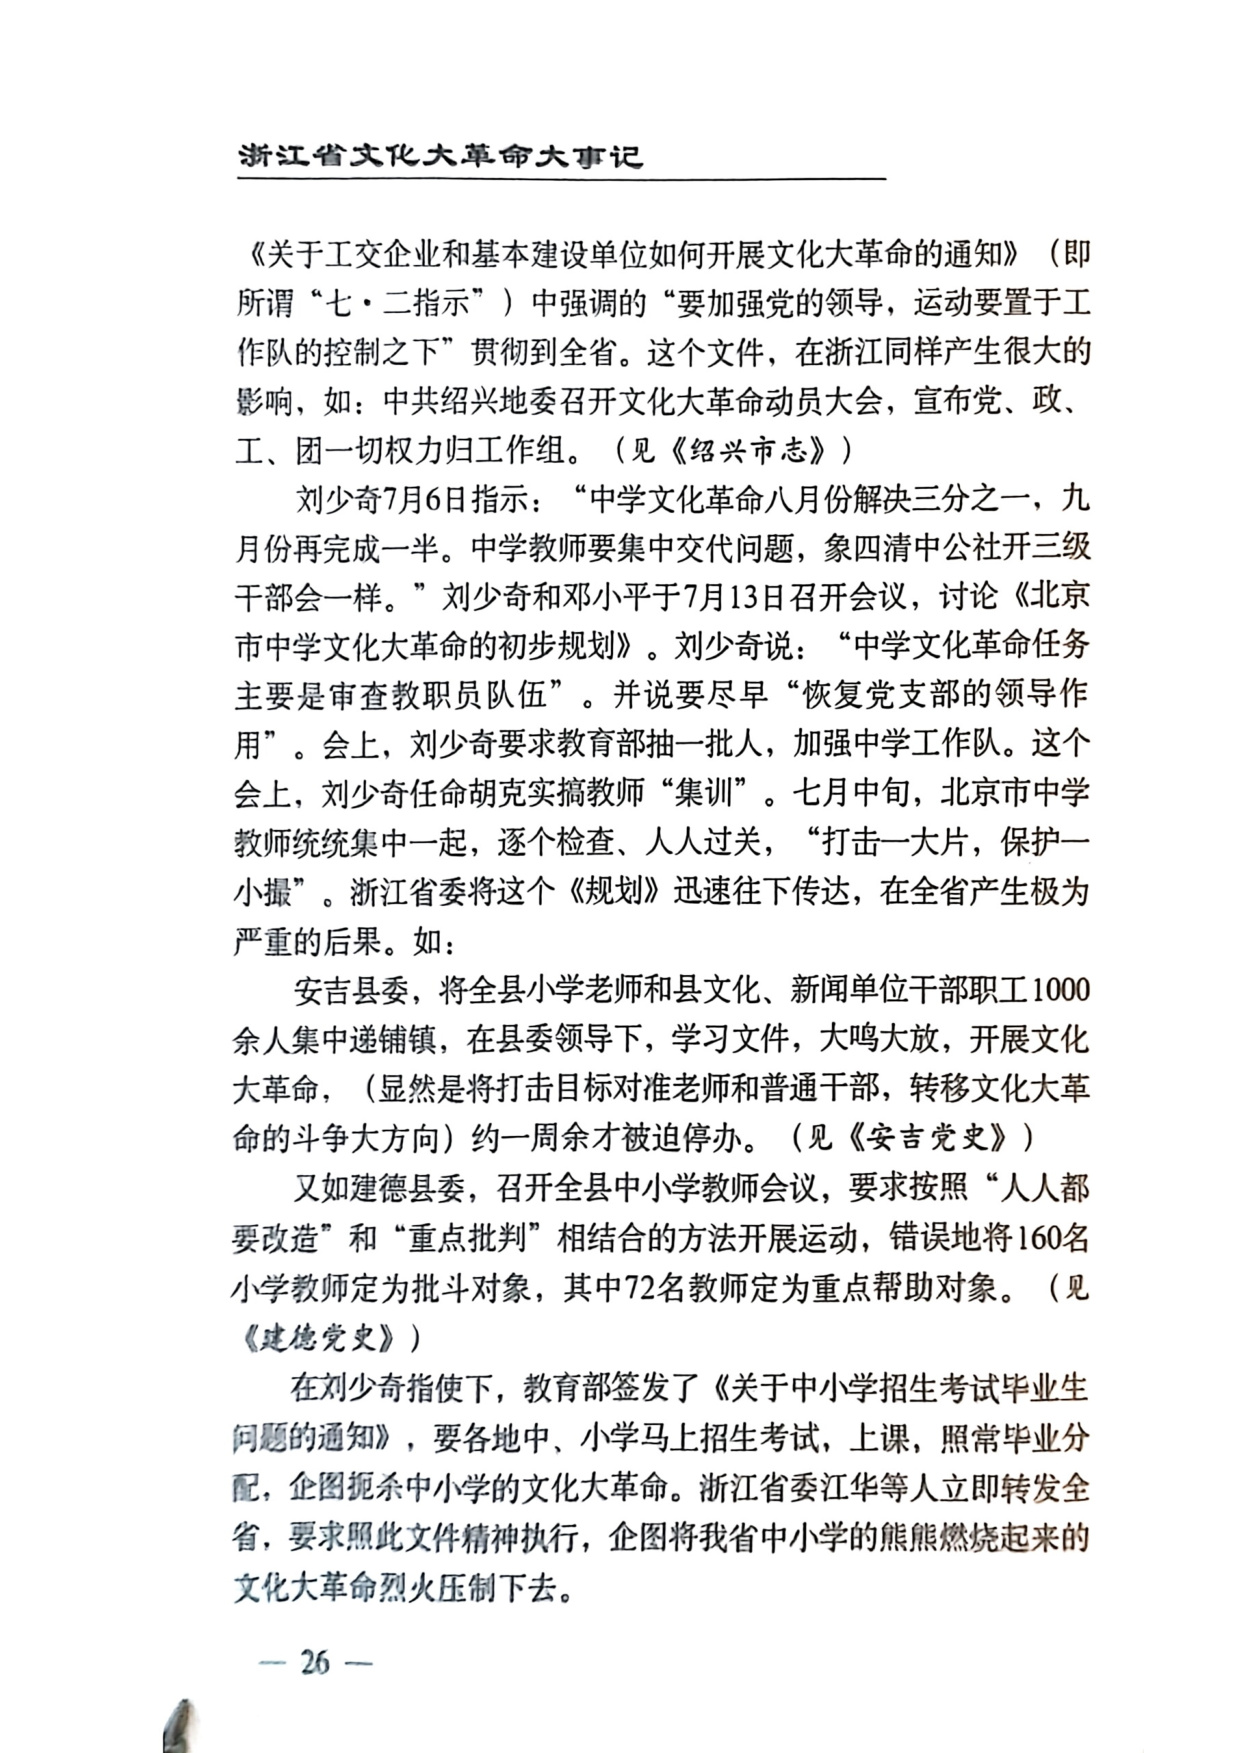 浙江省文化大革命大事记
《关于工交企业和基本建设单位如何开展文化大革命的通知》（即
所谓“七·二指示”）中强调的“要加强党的领导，运动要置于工
作队的控制之下”贯彻到全省。这个文件，在浙江同样产生很大的
影响，如：中共绍兴地委召开文化大革命动员大会，宣布党、政、
工、团一切权力归工作组。（见《绍兴市志》）
刘少奇7月6日指示：“中学文化革命八月份解决三分之一，九
月份再完成一半。中学教师要集中交代问题，象四清中公社开三级
干部会一样。”刘少奇和邓小平于7月13日召开会议，讨论《北京
市中学文化大革命的初步规划》。刘少奇说：“中学文化革命任务
主要是审查教职员队伍”。并说要尽早“恢复党支部的领导作
用”。会上，刘少奇要求教育部抽一批人，加强中学工作队。这个
会上，刘少奇任命胡克实搞教师“集训”。七月中旬，北京市中学
教师统统集中一起，逐个检查、人人过关，“打击一大片，保护一
小撮”。浙江省委将这个《规划》迅速往下传达，在全省产生极为
严重的后果。如：
安吉县委，将全县小学老师和县文化、新闻单位干部职工1000
余人集中递铺镇，在县委领导下，学习文件，大鸣大放，开展文化
大革命，（显然是将打击目标对准老师和普通干部，转移文化大革
命的斗争大方向）约一周余才被迫停办。（见《安吉党史》）
又如建德县委，召开全县中小学教师会议，要求按照“人人都
要改造”和“重点批判”相结合的方法开展运动，错误地将160名
小学教师定为批斗对象，其中72名教师定为重点帮助对象。（见
《建德党史》）
在刘少奇指使下，教育部签发了《关于中小学招生考试毕业生
问题的通知》，要各地中、小学马上招生考试，上课，照常毕业分
配，企图扼杀中小学的文化大革命。浙江省委江华等人立即转发全
省，要求照此文件精神执行，企图将我省中小学的熊熊燃烧起来的
文化大革命烈火压制下去。
— 26 —